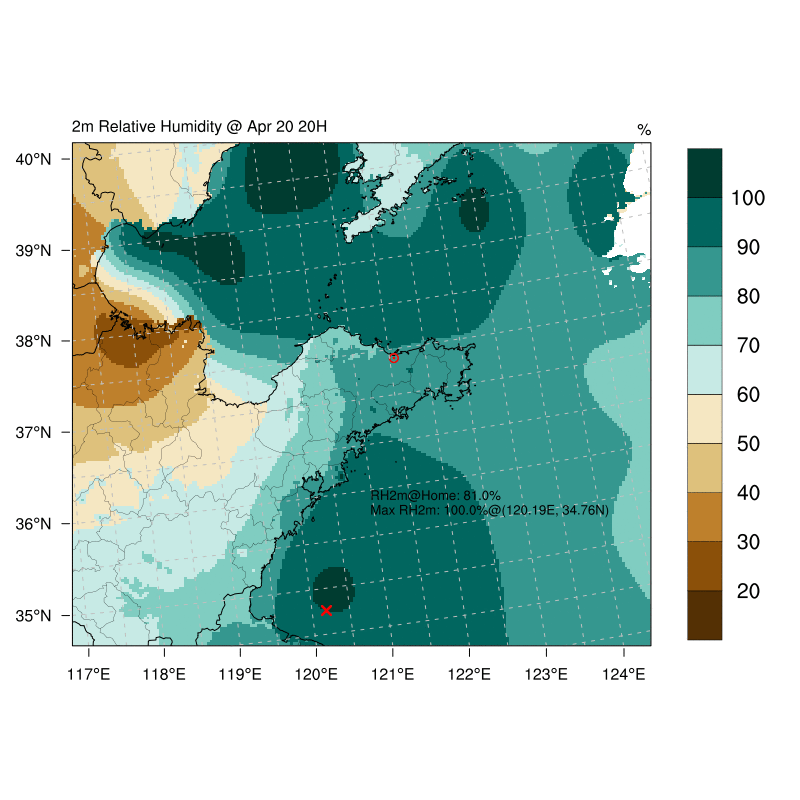 2m Relative Humidity @ Apr 20 20H
%
40°N
39°N
38°N
37°N
36°N
35°N
117°E 118°E 119°E 120°E 121°E 122°E 123°E 124°E
RH2m@Home: 81.0%
Max RH2m: 100.0%@(120.19E, 34.76N)
100
90
80
70
60
50
40
30
20